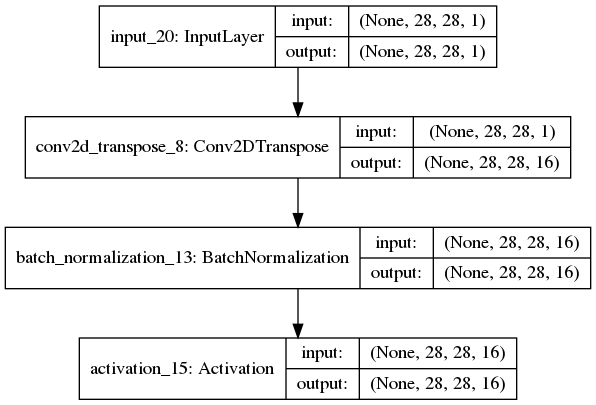 input_20: InputLayer
input: (None, 28, 28, 1)
output: (None, 28, 28, 1)
conv2d_transpose_8: Conv2DTranspose
input: (None, 28, 28, 1)
output: (None, 28, 28, 16)
batch_normalization_13: BatchNormalization
input: (None, 28, 28, 16)
output: (None, 28, 28, 16)
activation_15: Activation
input: (None, 28, 28, 16)
output: (None, 28, 28, 16)